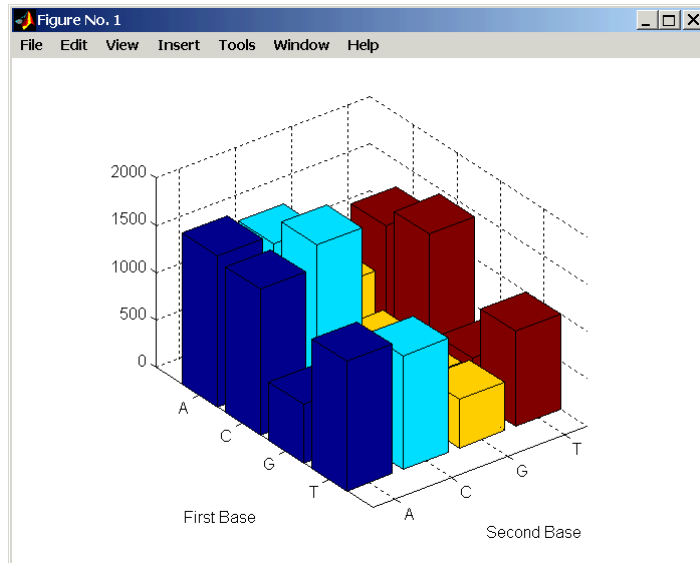 Figure No. 1
File Edit View Insert Tools Window Help
2000
1500
1000
500
0
A
C
G
T
First Base
A
C
G
T
Second Base